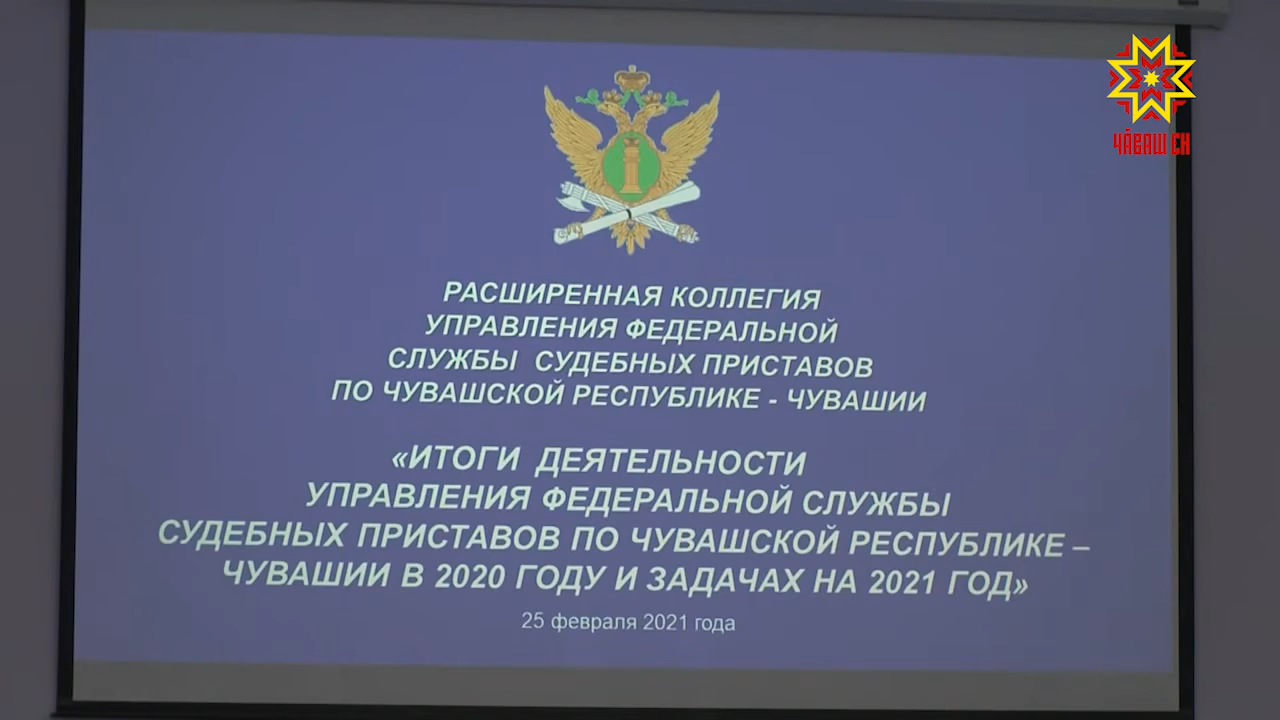 ЧӐВАШ ЕН
РАСШИРЕННАЯ КОЛЛЕГИЯ
УПРАВЛЕНИЯ ФЕДЕРАЛЬНОЙ
СЛУЖБЫ СУДЕБНЫХ ПРИСТАВОВ
ПО ЧУВАШСКОЙ РЕСПУБЛИКЕ - ЧУВАШИИ
«ИТОГИ ДЕЯТЕЛЬНОСТИ
УПРАВЛЕНИЯ ФЕДЕРАЛЬНОЙ СЛУЖБЫ
СУДЕБНЫХ ПРИСТАВОВ ПО ЧУВАШСКОЙ РЕСПУБЛИКЕ –
ЧУВАШИИ В 2020 ГОДУ И ЗАДАЧАХ НА 2021 ГОД»
25 февраля 2021 года